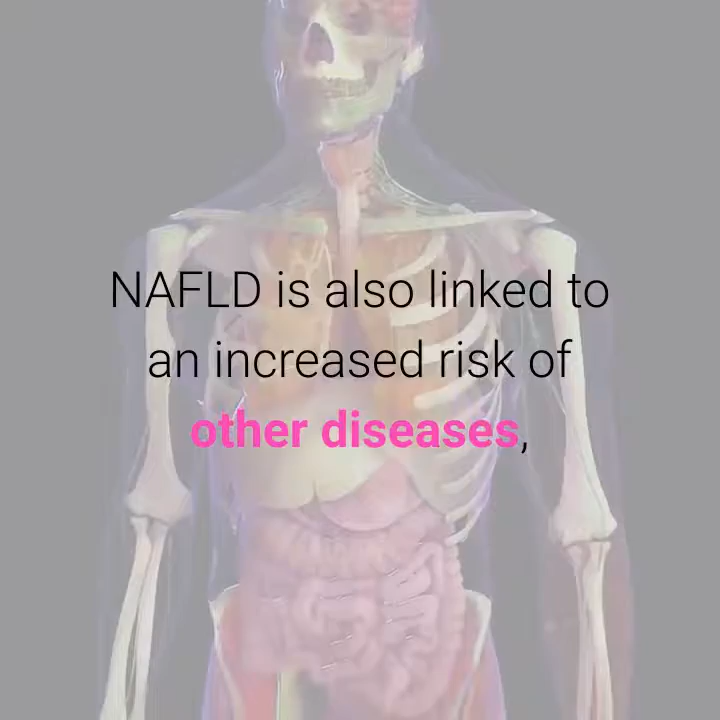 NAFLD is also linked to
an increased risk of
other diseases,